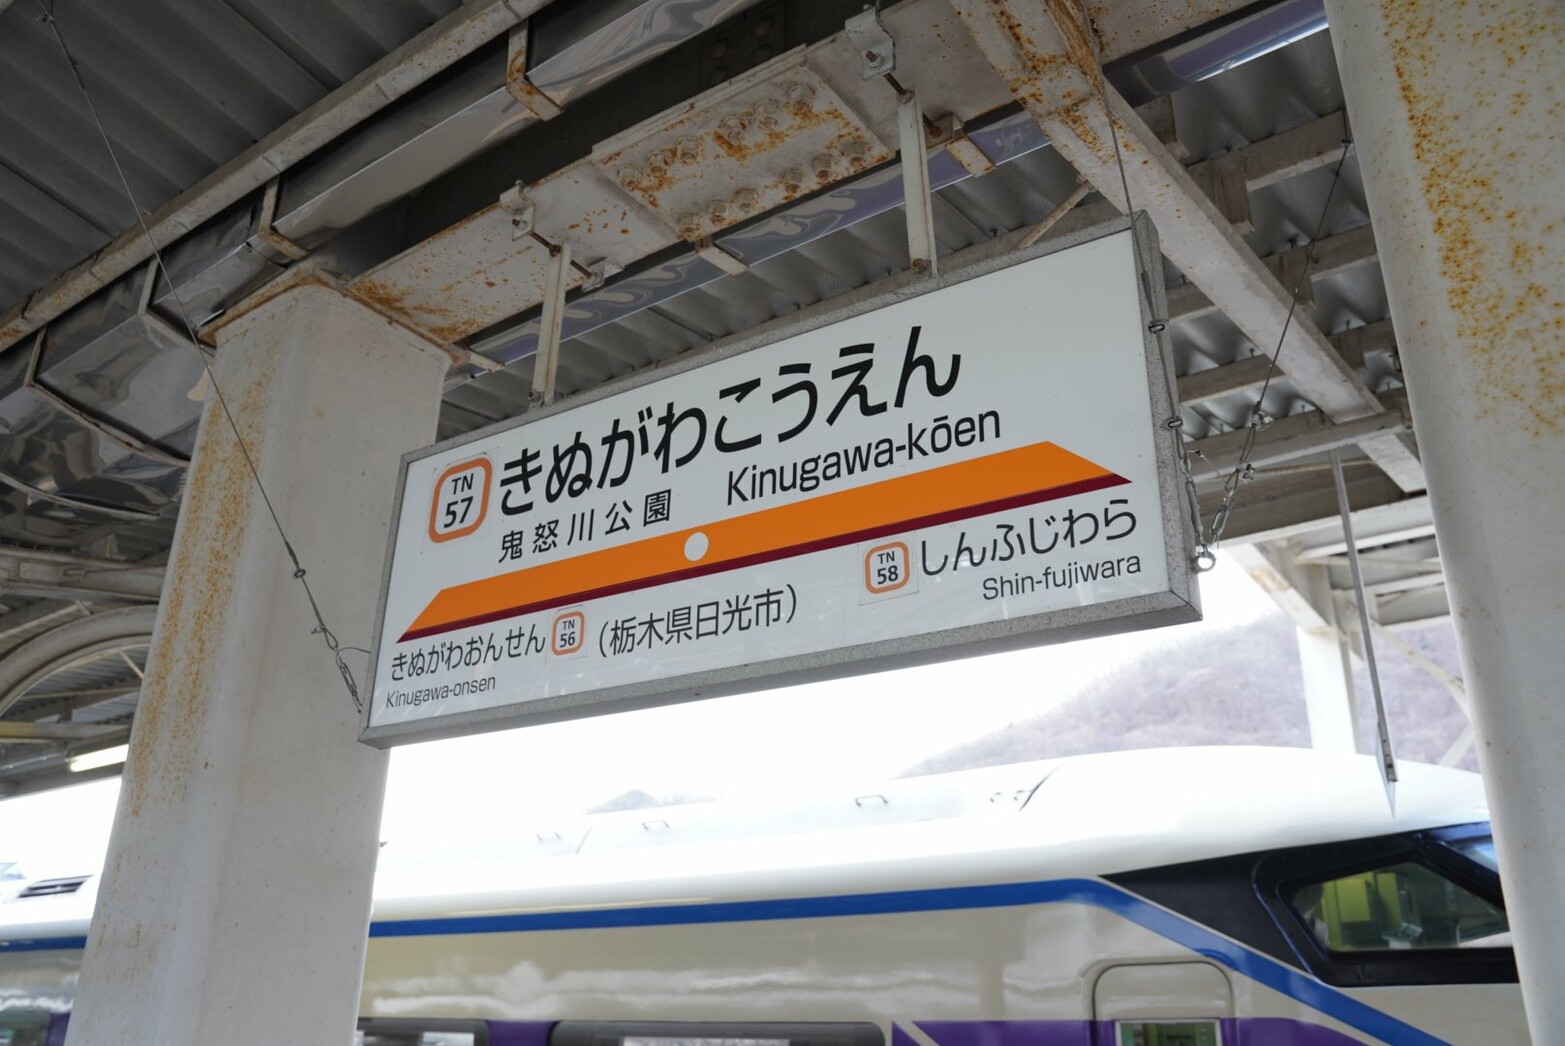 TN
57
きぬがわこうえん
鬼怒川公園
Kinugawa-kōen
きぬがわおんせん
Kinugawa-onsen
TN
56
(栃木県日光市)
TN
58
しんふじわら
Shin-fujiwara